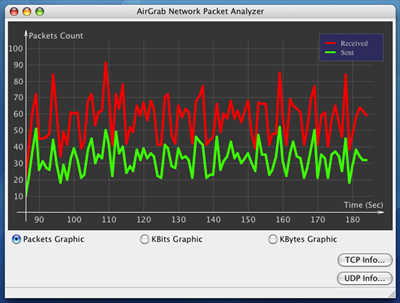 AirGrab Network Packet Analyzer
Packets Count
Received
Sent
100
90
80
70
60
50
40
30
20
10
Time (Sec)
90 100 110 120 130 140 150 160 170 180
Packets Graphic KBits Graphic KBytes Graphic
TCP Info...
UDP Info...